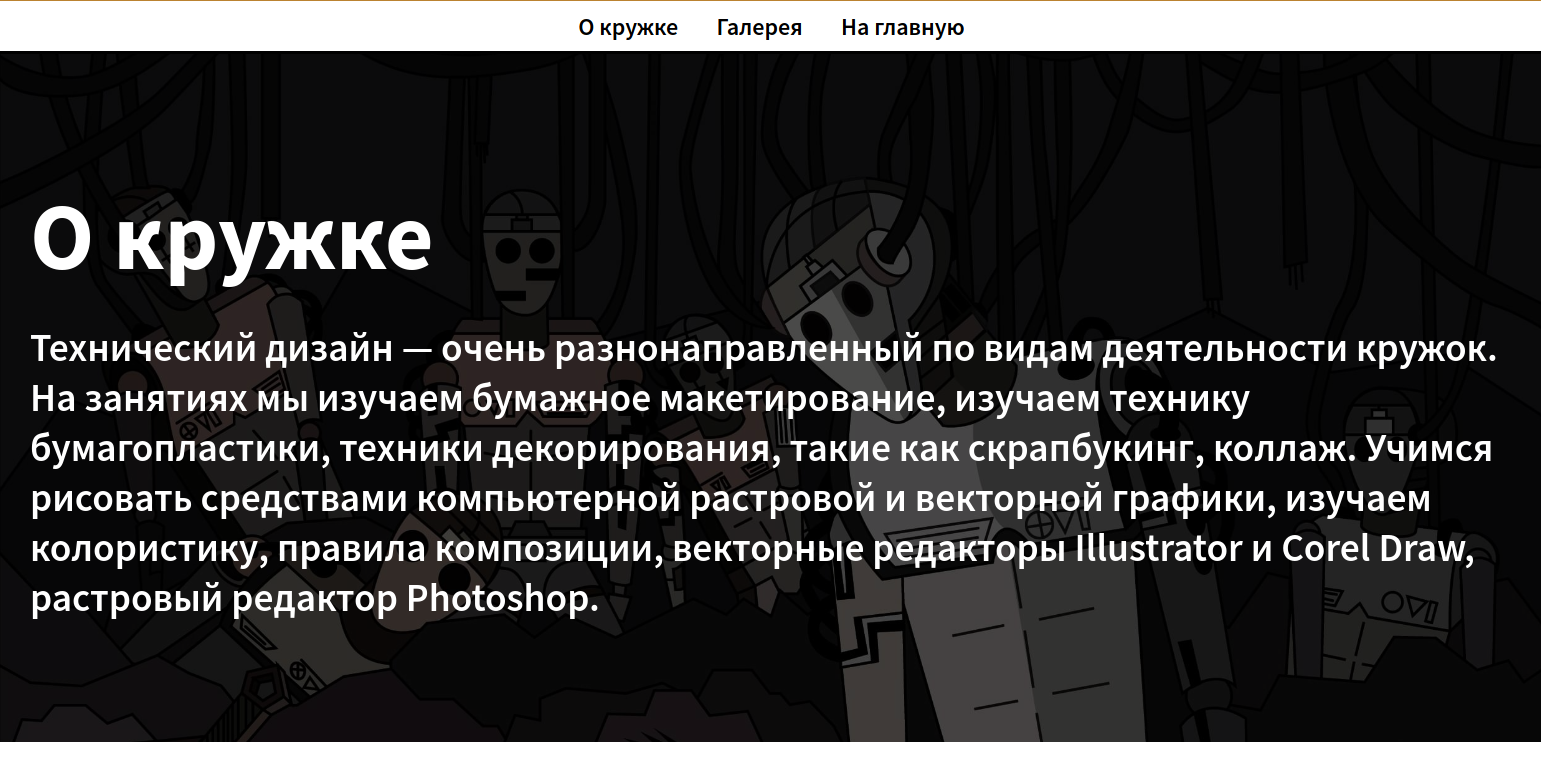 О кружке Галерея На главную
О кружке
Технический дизайн — очень разнонаправленный по видам деятельности кружок.
На занятиях мы изучаем бумажное макетирование, изучаем технику
бумагопластики, техники декорирования, такие как скрапбукинг, коллаж. Учимся
рисовать средствами компьютерной растровой и векторной графики, изучаем
колористику, правила композиции, векторные редакторы Illustrator и Corel Draw,
растровый редактор Photoshop.